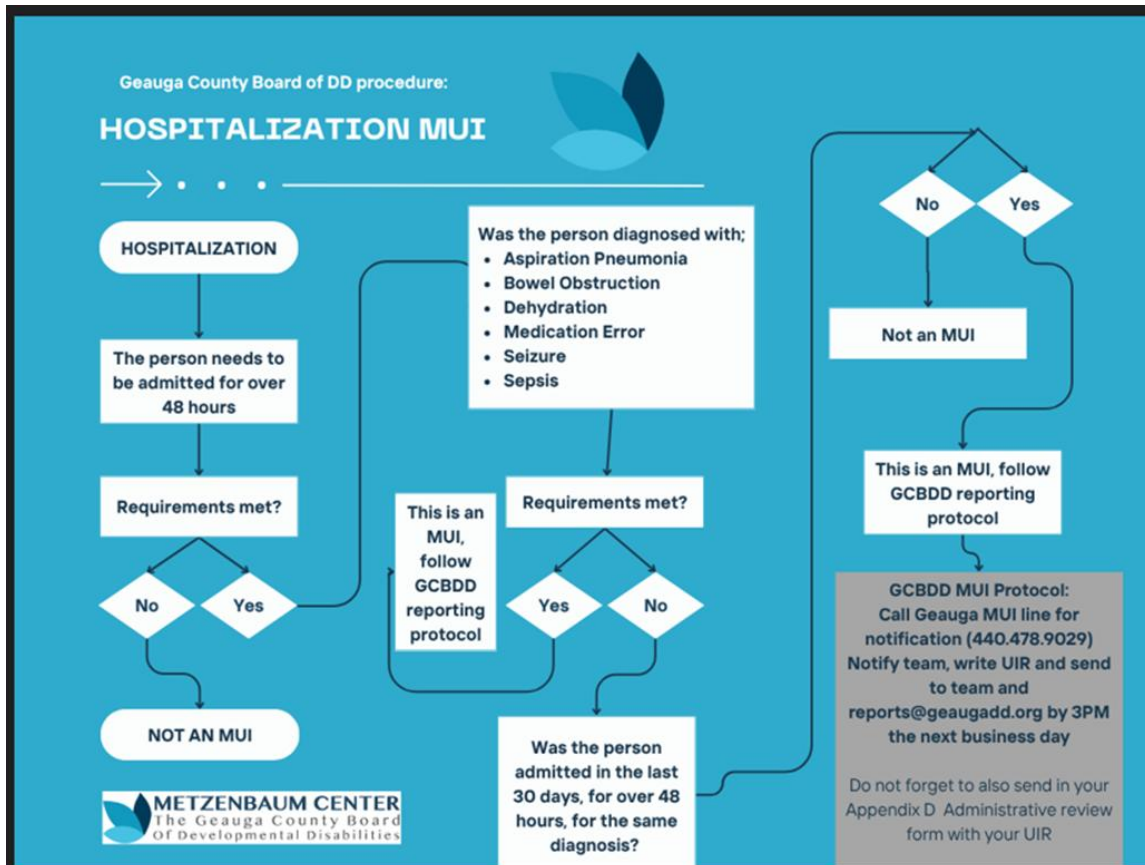 Geauga County Board of DD procedure:
HOSPITALIZATION MUI
HOSPITALIZATION
The person needs to
be admitted for over
48 hours
Requirements met?
No
Yes
NOT AN MUI
Was the person diagnosed with;
• Aspiration Pneumonia
• Bowel Obstruction
• Dehydration
• Medication Error
• Seizure
• Sepsis
Requirements met?
Yes
No
This is an
MUI,
follow
GCBDD
reporting
protocol
Was the person
admitted in the last
30 days, for over 48
hours, for the same
diagnosis?
No
Yes
Not an MUI
This is an MUI, follow
GCBDD reporting
protocol
GCBDD MUI Protocol:
Call Geauga MUI line for
notification (440.478.9029)
Notify team, write UIR and send
to team and
reports@geaugadd.org by 3PM
the next business day
Do not forget to also send in your
Appendix D Administrative review
form with your UIR
METZENBAUM CENTER
The Geauga County Board
Of Developmental Disabilities